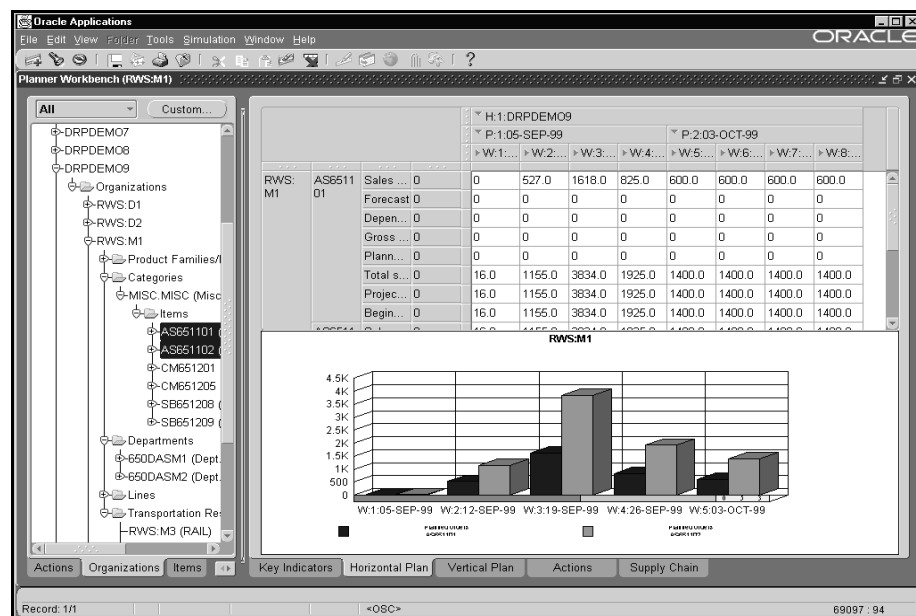 Oracle Applications
File Edit View Folder Tools Simulation Window Help
ORACLE
Planner Workbench (RWS:M1)
All Custom...
DRPDEMO7
DRPDEMO8
DRPDEMO9
Organizations
RWS:D1
RWS:D2
RWS:M1
Product Families/
Categories
MISC.MISC (Misc
Items
AS651101 (
AS651102 (
CM651201
CM651205
SB651208 (
SB651209 (
Departments
650DASM1 (Dept.
650DASM2 (Dept.
Lines
Transportation Re
RWS:M3 (RAIL)
Actions Organizations Items
H:1:DRPDEMO9
P:1:05-SEP-99 P:2:03-OCT-99
W:1:... W:2:... W:3:... W:4:... W:5:... W:6:... W:7:... W:8:...
RWS:M1 AS651101 Sales ... 0 0 527.0 1618.0 825.0 600.0 600.0 600.0 600.0
Forecast 0 0 0 0 0 0 0 0 0
Depen... 0 0 0 0 0 0 0 0 0
Gross ... 0 0 0 0 0 0 0 0 0
Plann... 0 0 0 0 0 0 0 0 0
Total s... 0 16.0 1155.0 3834.0 1925.0 1400.0 1400.0 1400.0 1400.0
Projec... 0 16.0 1155.0 3834.0 1925.0 1400.0 1400.0 1400.0 1400.0
Begin... 0 16.0 1155.0 3834.0 1925.0 1400.0 1400.0 1400.0 1400.0
RWS:M1
4.5K
4K
3.5K
3K
2.5K
2K
1.5K
1K
500
0
W:1:05-SEP-99 W:2:12-SEP-99 W:3:19-SEP-99 W:4:26-SEP-99 W:5:03-OCT-99
Planned orders Planned orders
AS651101 AS651102
Key Indicators Horizontal Plan Vertical Plan Actions Supply Chain
Record: 1/1 <OSC> 69097 : 94